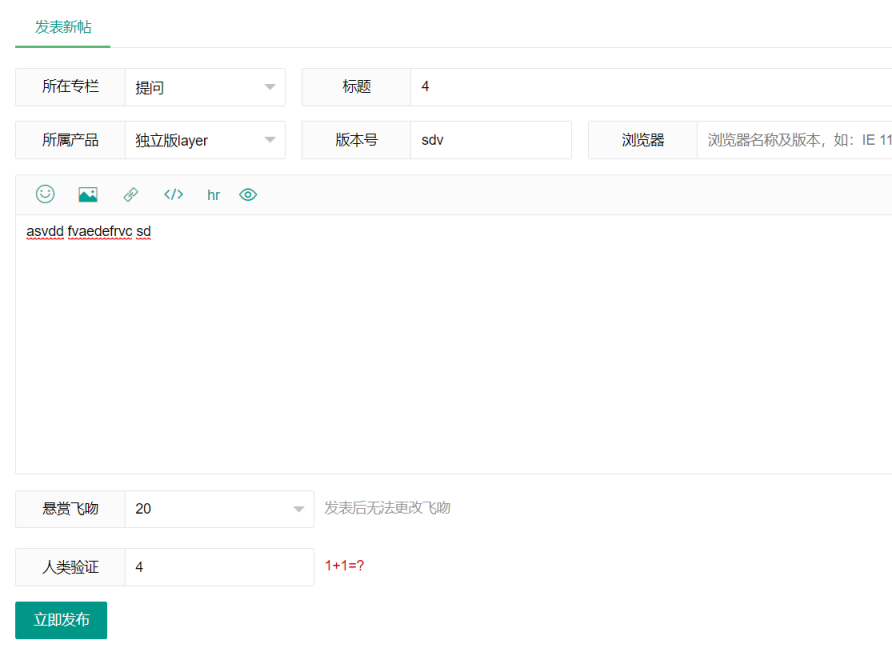 发表新帖
所在专栏 提问 标题 4
所属产品 独立版layer 版本号 sdv 浏览器 浏览器名称及版本，如：IE 11
hr
asvdd fvaedefrvc sd
悬赏飞吻 20 发表后无法更改飞吻
人类验证 4 1+1=?
立即发布